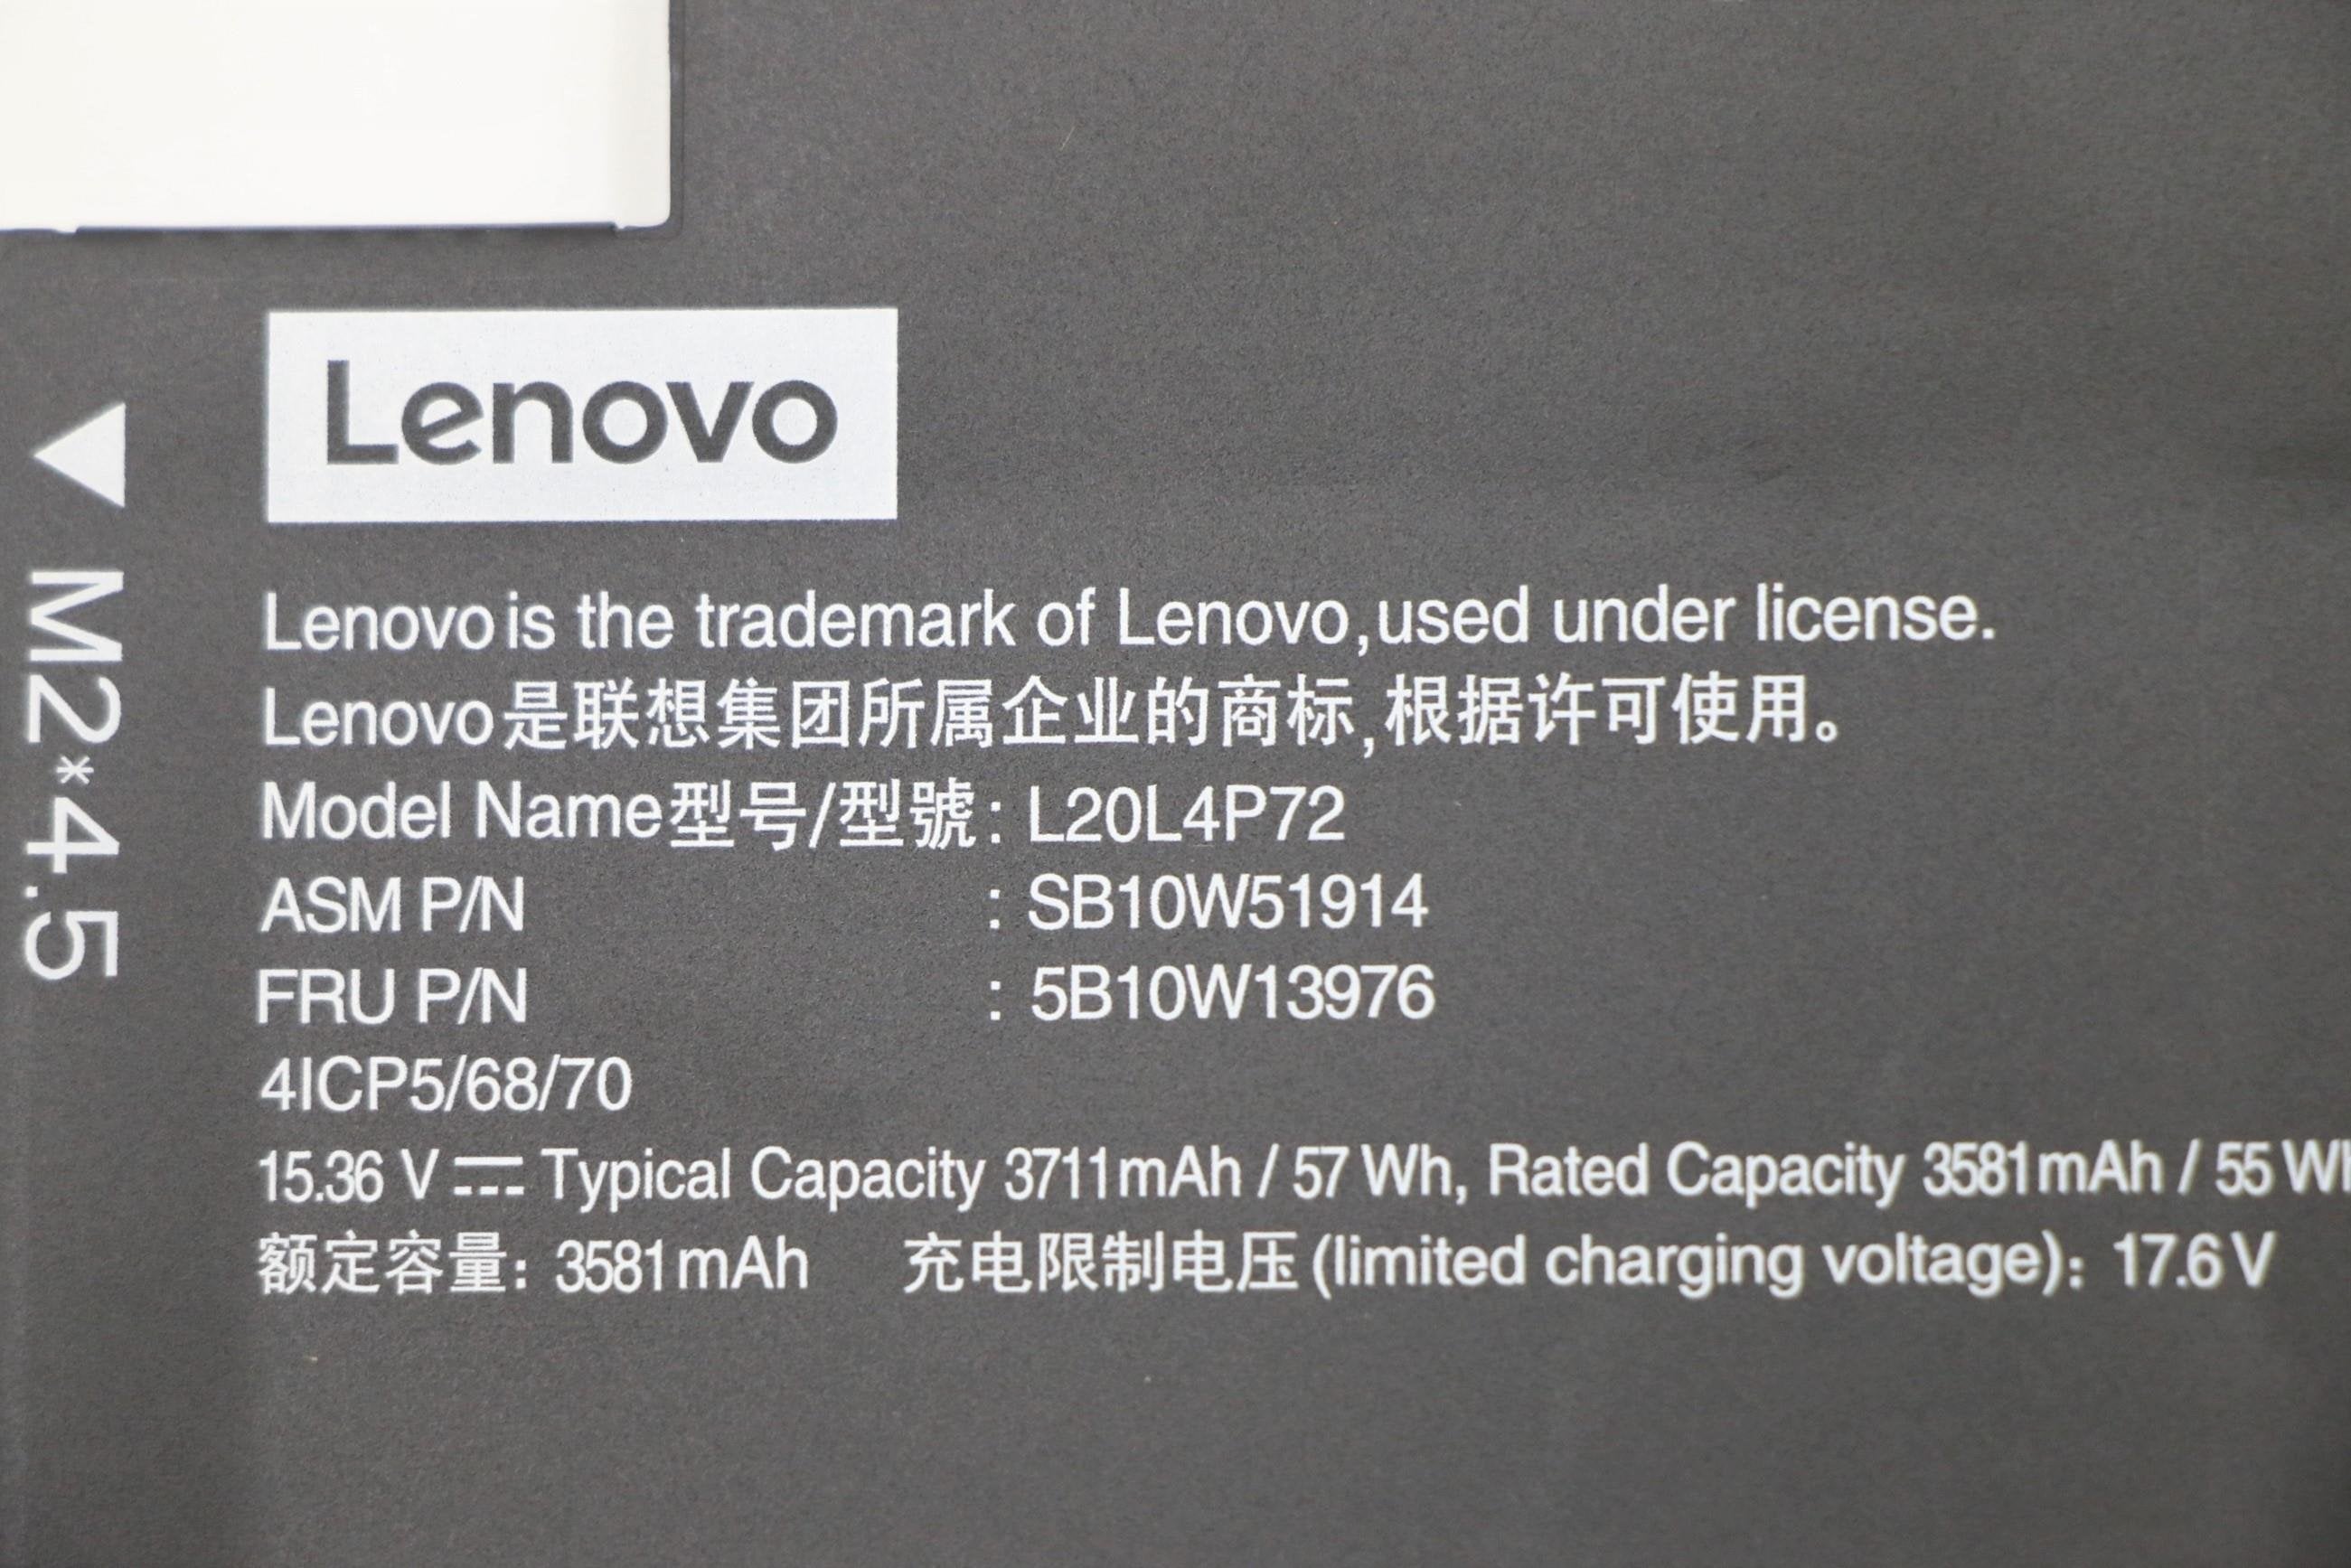 Lenovo
M2*4.5
Lenovo is the trademark of Lenovo,used under license.
Lenovo是联想集团所属企业的商标,根据许可使用。
Model Name型号/型號: L20L4P72
ASM P/N : SB10W51914
FRU P/N : 5B10W13976
4ICP5/68/70
15.36 V ⎓ Typical Capacity 3711mAh / 57 Wh, Rated Capacity 3581mAh / 55 Wh
额定容量: 3581mAh 充电限制电压(limited charging voltage): 17.6 V